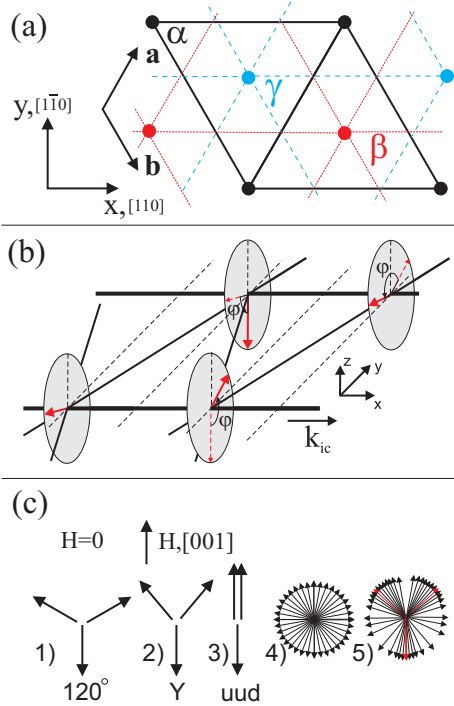 (a)
α
a
y,[11̄0]
γ
b
β
x,[110]
(b)
φ
φ
φ
z
y
x
k_ic
(c)
H=0
H,[001]
1)
2)
3)
4)
5)
120°
Y
uud